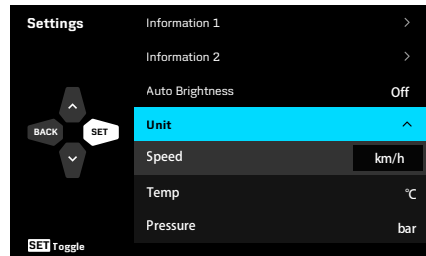 Settings
Information 1
Information 2
Auto Brightness Off
Unit
BACK SET
Speed km/h
Temp ℃
Pressure bar
SET Toggle